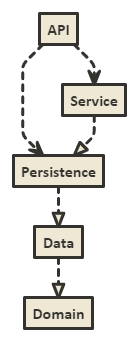 API
Service
Persistence
Data
Domain